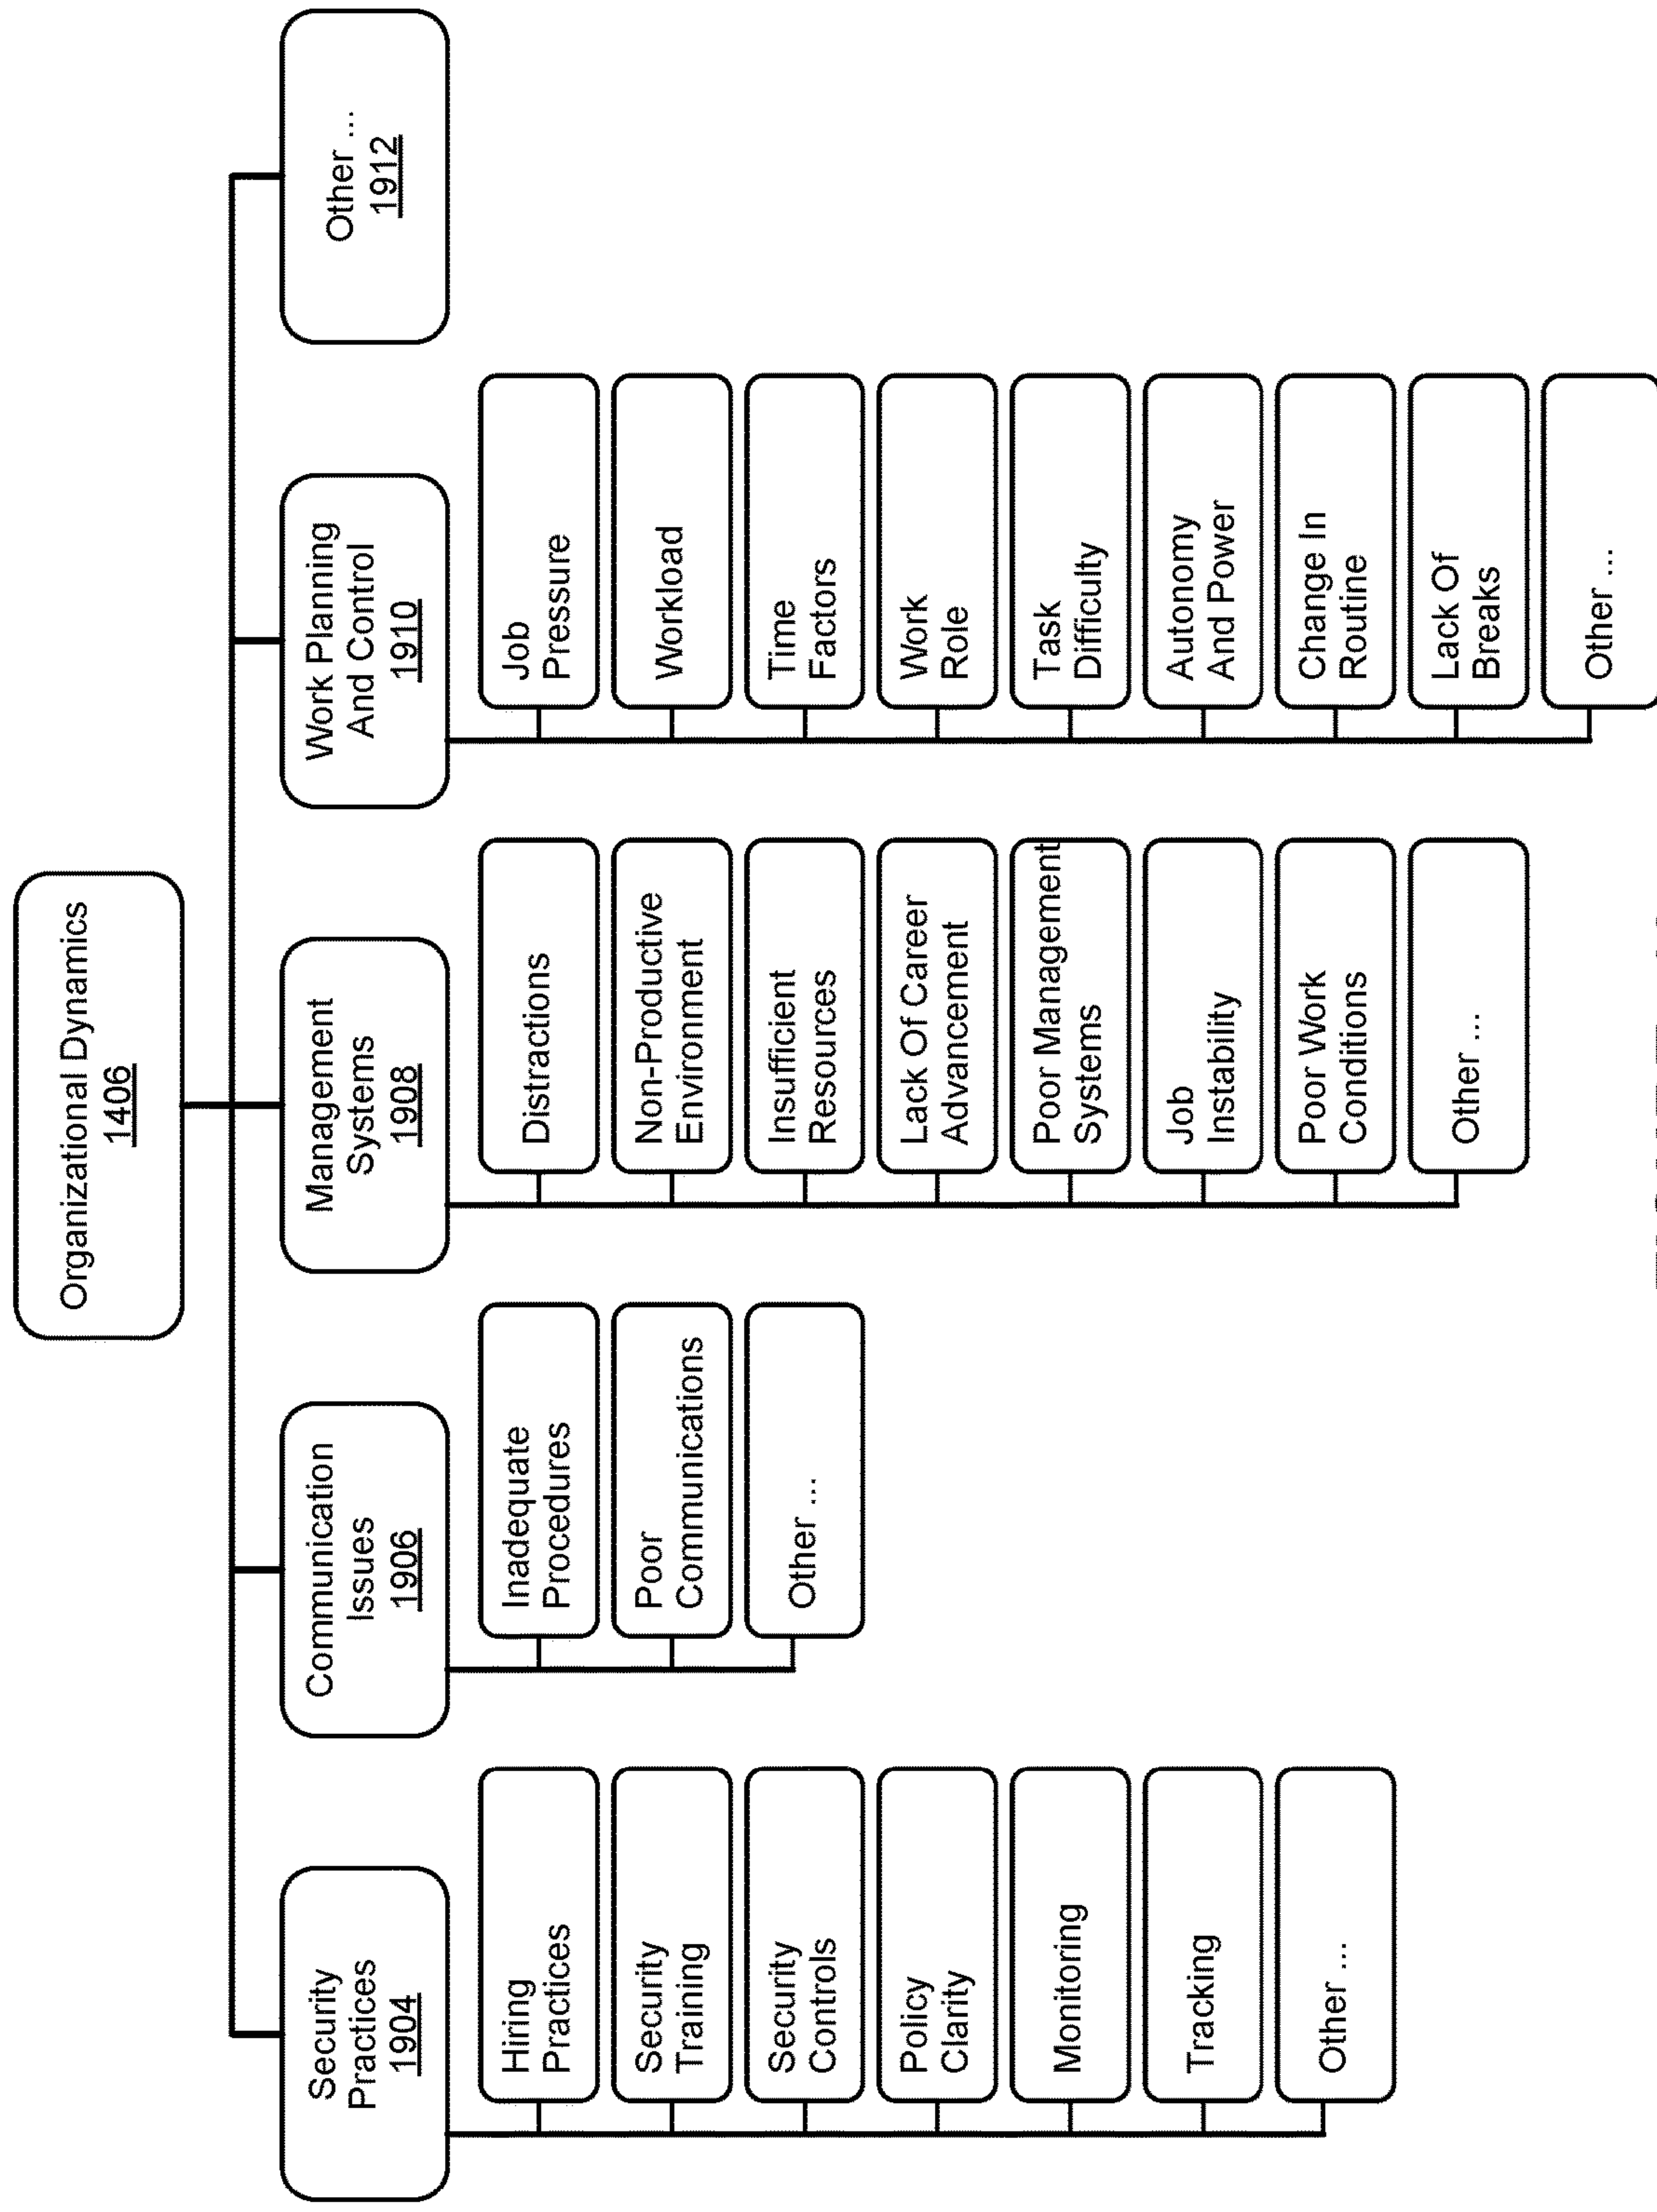 Organizational Dynamics
1406
Security
Practices
1904
Hiring
Practices
Security
Training
Security
Controls
Policy
Clarity
Monitoring
Tracking
Other ...
Communication
Issues
1906
Inadequate
Procedures
Poor
Communications
Other ...
Management
Systems
1908
Distractions
Non-Productive
Environment
Insufficient
Resources
Lack Of Career
Advancement
Poor Management
Systems
Job
Instability
Poor Work
Conditions
Other ...
Work Planning
And Control
1910
Job
Pressure
Workload
Time
Factors
Work
Role
Task
Difficulty
Autonomy
And Power
Change In
Routine
Lack Of
Breaks
Other ...
Other ...
1912